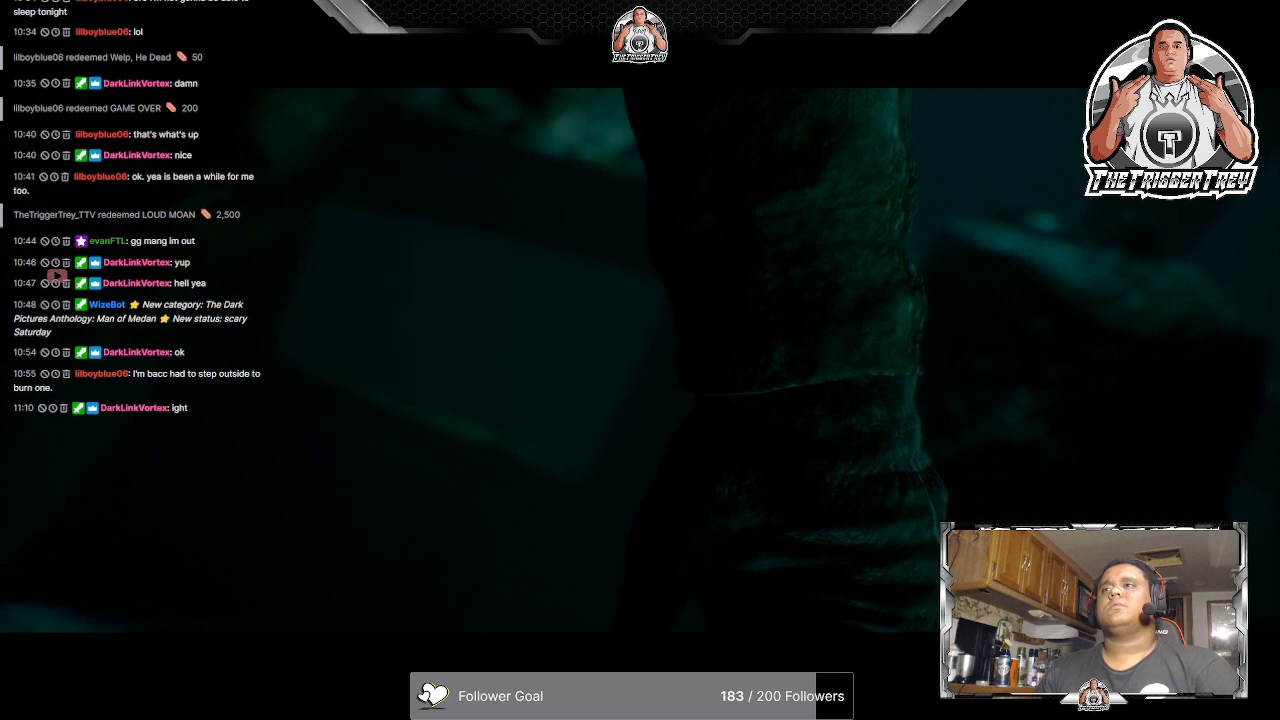 sleep tonight
10:34 lilboyblue06: lol
lilboyblue06 redeemed Welp, He Dead 50
10:35 DarkLinkVortex: damn
lilboyblue06 redeemed GAME OVER 200
10:40 lilboyblue06: that's what's up
10:40 DarkLinkVortex: nice
10:41 lilboyblue06: ok. yea is been a while for me
too.
TheTriggerTrey_TTV redeemed LOUD MOAN 2,500
10:44 evanFTL: gg mang im out
10:46 DarkLinkVortex: yup
10:47 DarkLinkVortex: hell yea
10:48 WizeBot New category: The Dark
Pictures Anthology: Man of Medan New status: scary
Saturday
10:54 DarkLinkVortex: ok
10:55 lilboyblue06: I'm bacc had to step outside to
burn one.
11:10 DarkLinkVortex: ight
THETRIGGERTREY
T
THETRIGGERTREY
Follower Goal 183 / 200 Followers